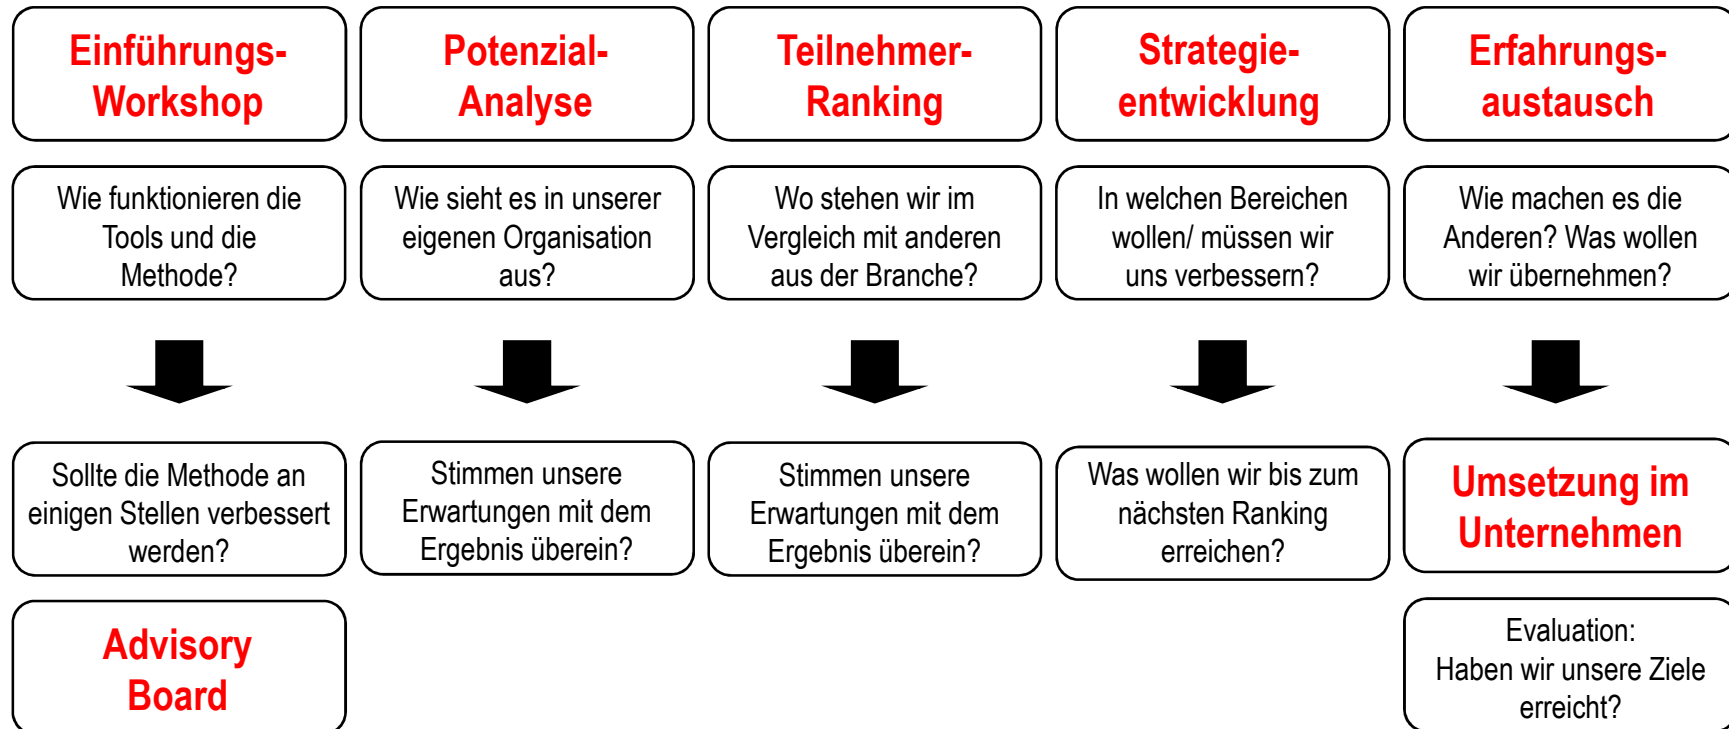 Einführungs-
Workshop
Potenzial-
Analyse
Teilnehmer-
Ranking
Strategie-
entwicklung
Erfahrungs-
austausch
Wie funktionieren die
Tools und die
Methode?
Wie sieht es in unserer
eigenen Organisation
aus?
Wo stehen wir im
Vergleich mit anderen
aus der Branche?
In welchen Bereichen
wollen/ müssen wir
uns verbessern?
Wie machen es die
Anderen? Was wollen
wir übernehmen?
Sollte die Methode an
einigen Stellen verbessert
werden?
Stimmen unsere
Erwartungen mit dem
Ergebnis überein?
Stimmen unsere
Erwartungen mit dem
Ergebnis überein?
Was wollen wir bis zum
nächsten Ranking
erreichen?
Umsetzung im
Unternehmen
Advisory
Board
Evaluation:
Haben wir unsere Ziele
erreicht?